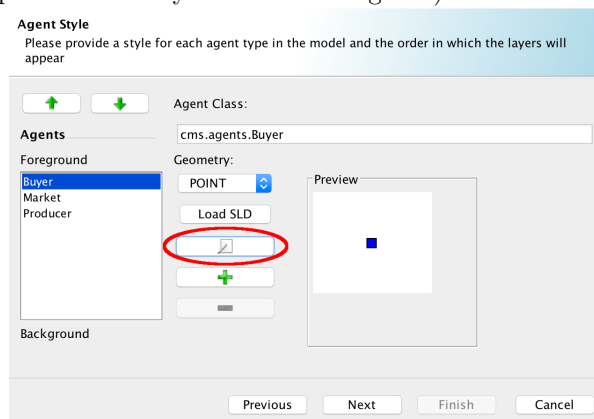 Agent Style
Please provide a style for each agent type in the model and the order in which the layers will
appear
Agent Class:
Agents
cms.agents.Buyer
Foreground
Geometry:
Buyer
Market
Producer
POINT
Preview
Load SLD
Background
Previous
Next
Finish
Cancel